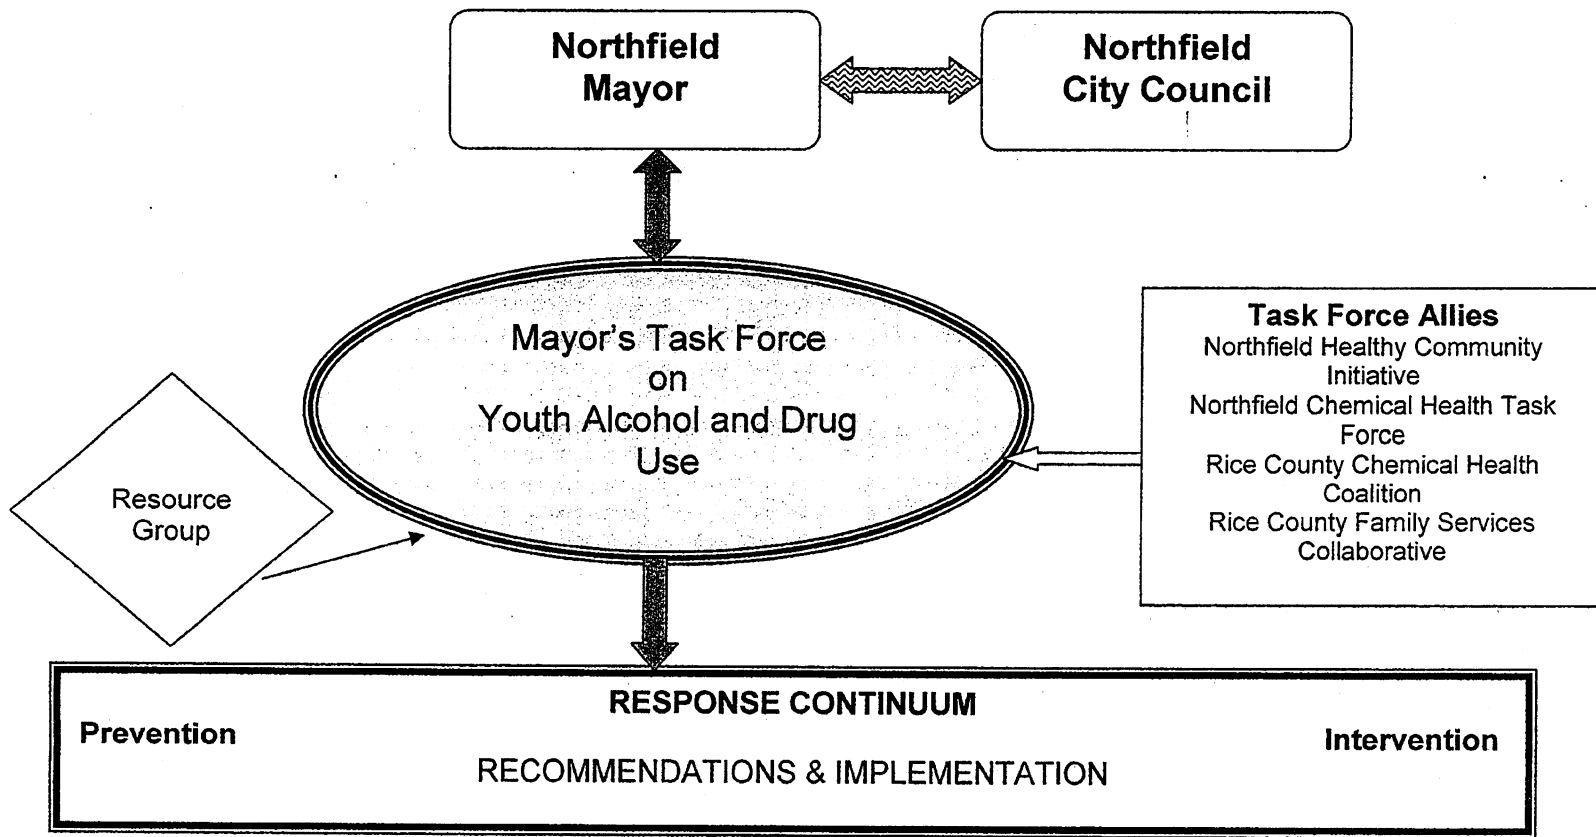 Northfield
Mayor
Northfield
City Council
Mayor's Task Force
on
Youth Alcohol and Drug
Use
Resource
Group
Task Force Allies
Northfield Healthy Community
Initiative
Northfield Chemical Health Task
Force
Rice County Chemical Health
Coalition
Rice County Family Services
Collaborative
RESPONSE CONTINUUM
Prevention
Intervention
RECOMMENDATIONS & IMPLEMENTATION